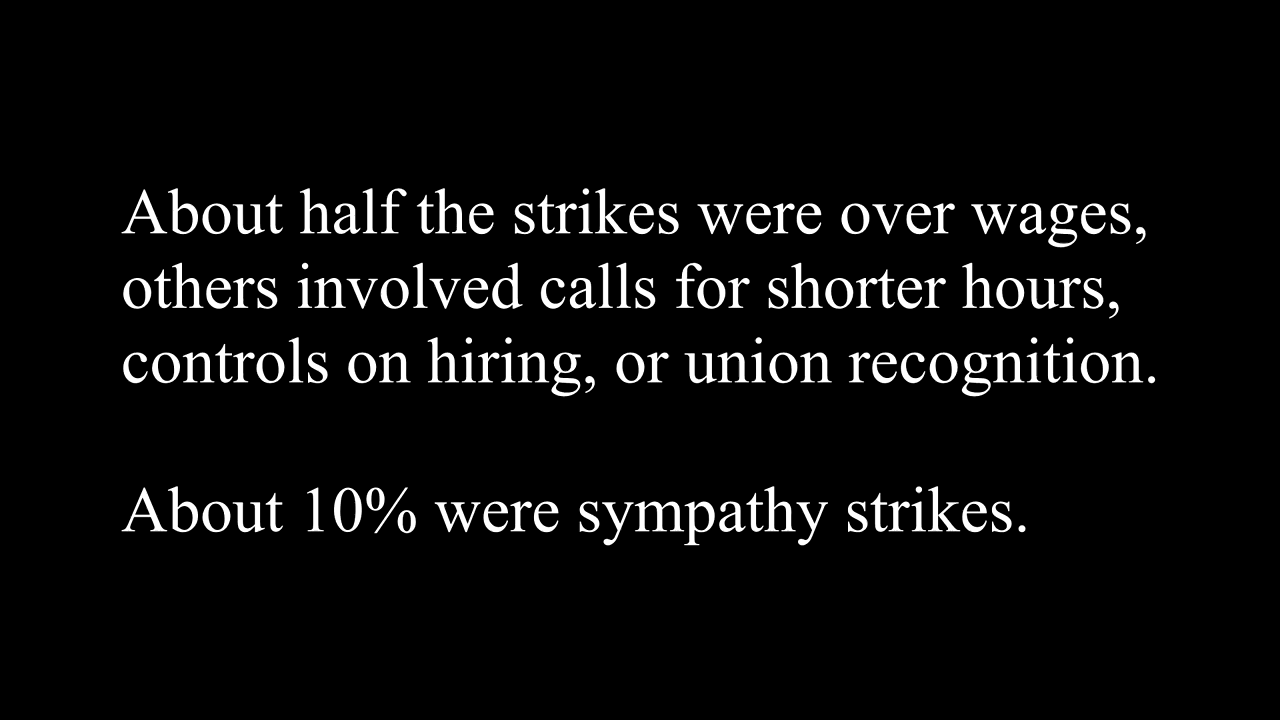 About half the strikes were over wages,
others involved calls for shorter hours,
controls on hiring, or union recognition.
About 10% were sympathy strikes.